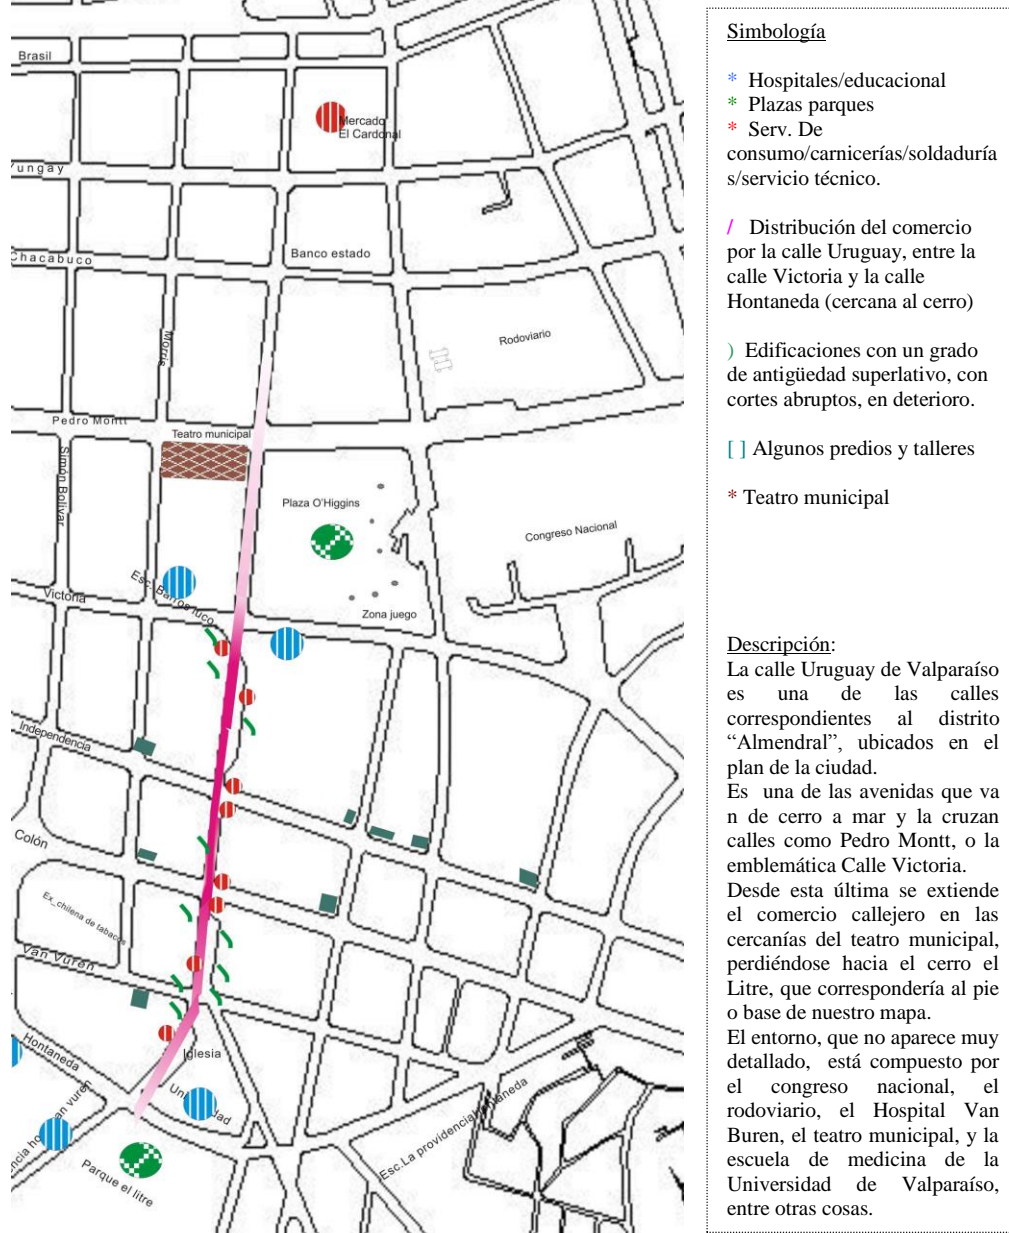 Brasil
Mercado
El Cardonal
ungay
Banco estado
Chacabuco
Rodoviario
Morris
Pedro Montt
Teatro municipal
Simón Bolívar
Plaza O'Higgins
Congreso Nacional
Esc. Barros luco
Victoria
Zona juego
Independencia
Colón
Ex_chilena de tabacos
Van Vuren
Hontaneda
Iglesia
Esc.La providencia
Parque el litre
Simbología
* Hospitales/educacional
* Plazas parques
* Serv. De
consumo/carnicerías/soldaduría
s/servicio técnico.
/ Distribución del comercio
por la calle Uruguay, entre la
calle Victoria y la calle
Hontaneda (cercana al cerro)
) Edificaciones con un grado
de antigüedad superlativo, con
cortes abruptos, en deterioro.
[ ] Algunos predios y talleres
* Teatro municipal
Descripción:
La calle Uruguay de Valparaíso
es una de las calles
correspondientes al distrito
“Almendral”, ubicados en el
plan de la ciudad.
Es una de las avenidas que va
n de cerro a mar y la cruzan
calles como Pedro Montt, o la
emblemática Calle Victoria.
Desde esta última se extiende
el comercio callejero en las
cercanías del teatro municipal,
perdiéndose hacia el cerro el
Litre, que correspondería al pie
o base de nuestro mapa.
El entorno, que no aparece muy
detallado, está compuesto por
el congreso nacional, el
rodoviario, el Hospital Van
Buren, el teatro municipal, y la
escuela de medicina de la
Universidad de Valparaíso,
entre otras cosas.